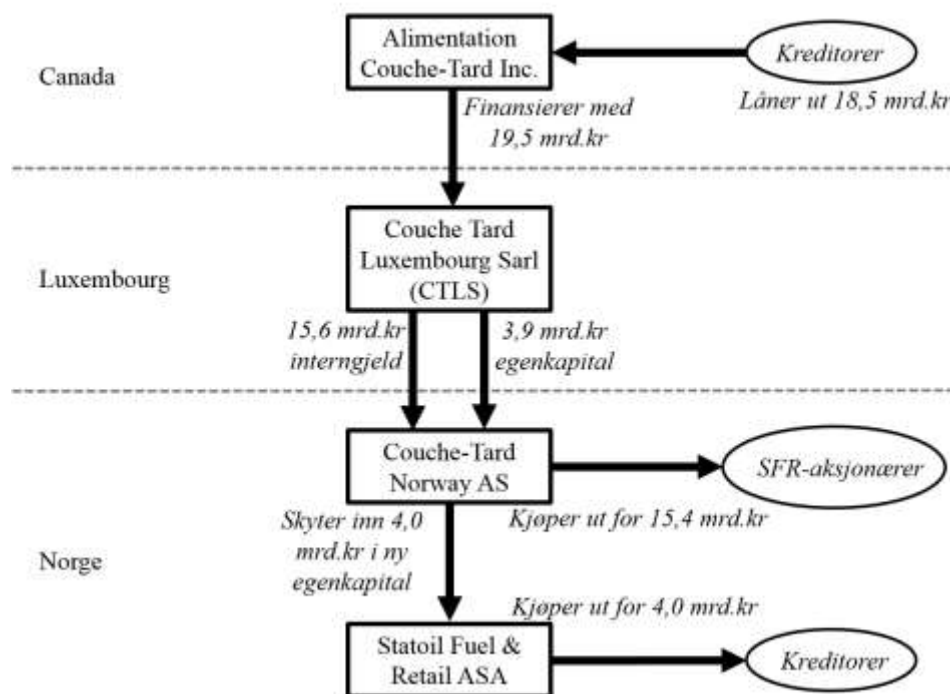 Alimentation
Couche-Tard Inc.
Kreditorer
Canada
Låner ut 18,5 mrd.kr
Finansierer med
19,5 mrd.kr
Couche Tard
Luxembourg Sarl
(CTLS)
Luxembourg
15,6 mrd.kr
interngjeld
3,9 mrd.kr
egenkapital
Couche-Tard
Norway AS
SFR-aksjonærer
Skyter inn 4,0
mrd.kr i ny
egenkapital
Kjøper ut for 15,4 mrd.kr
Norge
Kjøper ut for 4,0 mrd.kr
Statoil Fuel &
Retail ASA
Kreditorer